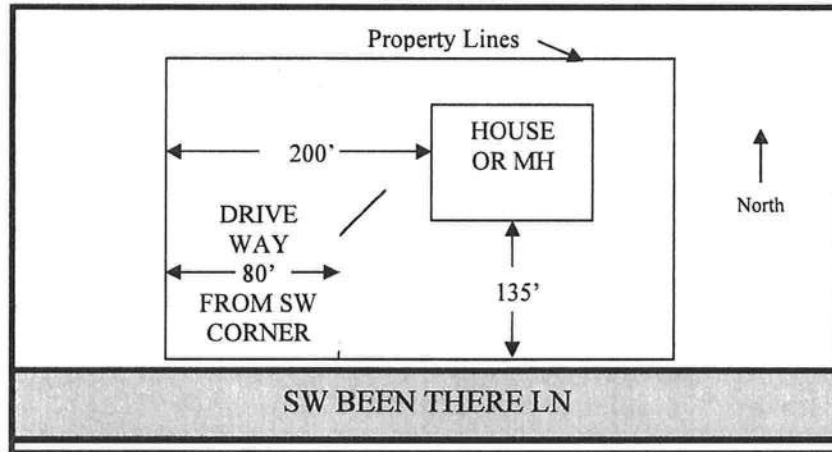 Property Lines
HOUSE
OR MH
200’
North
DRIVE
WAY
80’
FROM SW
CORNER
135’
SW BEEN THERE LN